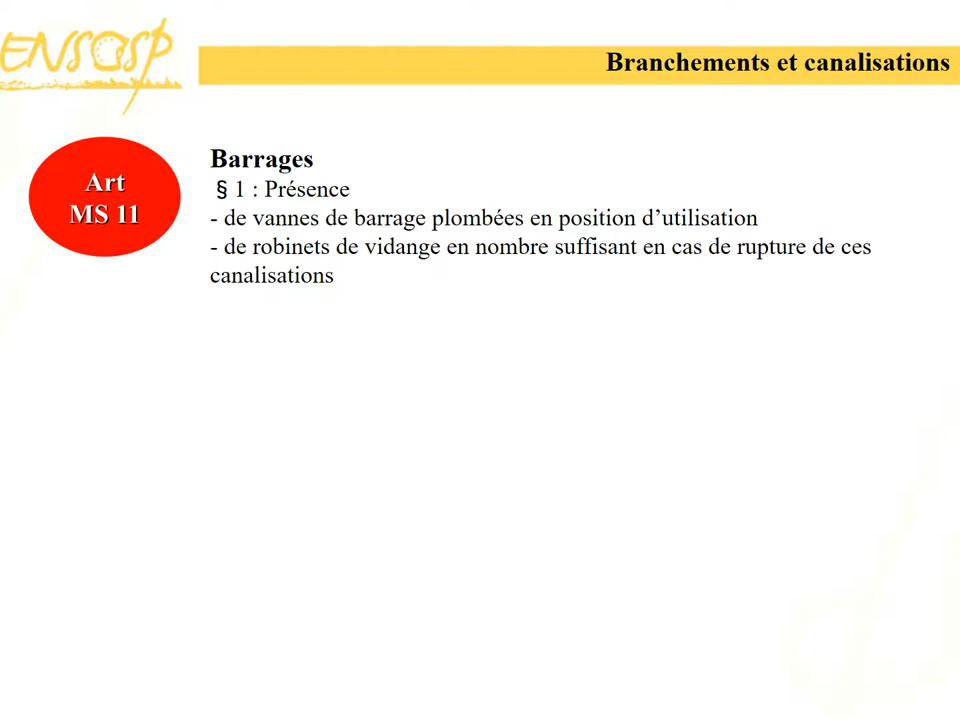 ENSOSP
Branchements et canalisations
Art
MS 11
Barrages
§ 1 : Présence
- de vannes de barrage plombées en position d’utilisation
- de robinets de vidange en nombre suffisant en cas de rupture de ces
canalisations